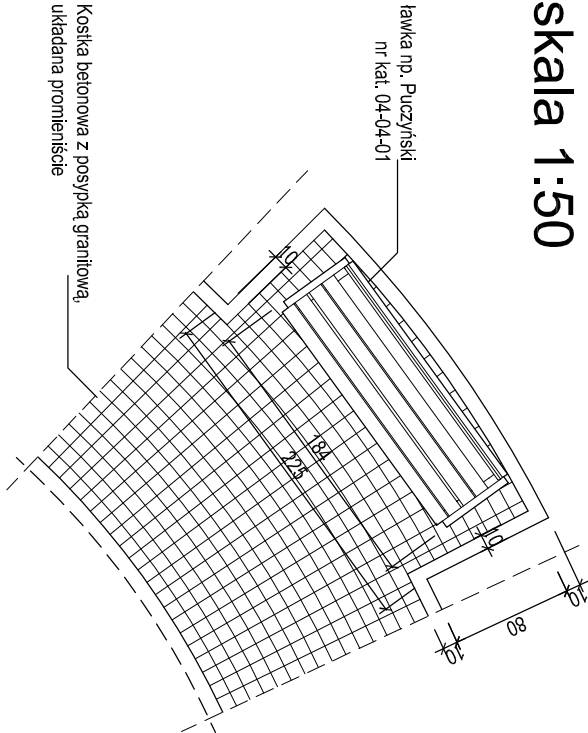 skala 1:50
ławka np. Puczyński
nr kat. 04-04-01
Kostka betonowa z posypką granitową,
układana promieniście
10
184
225
10
10
80
10